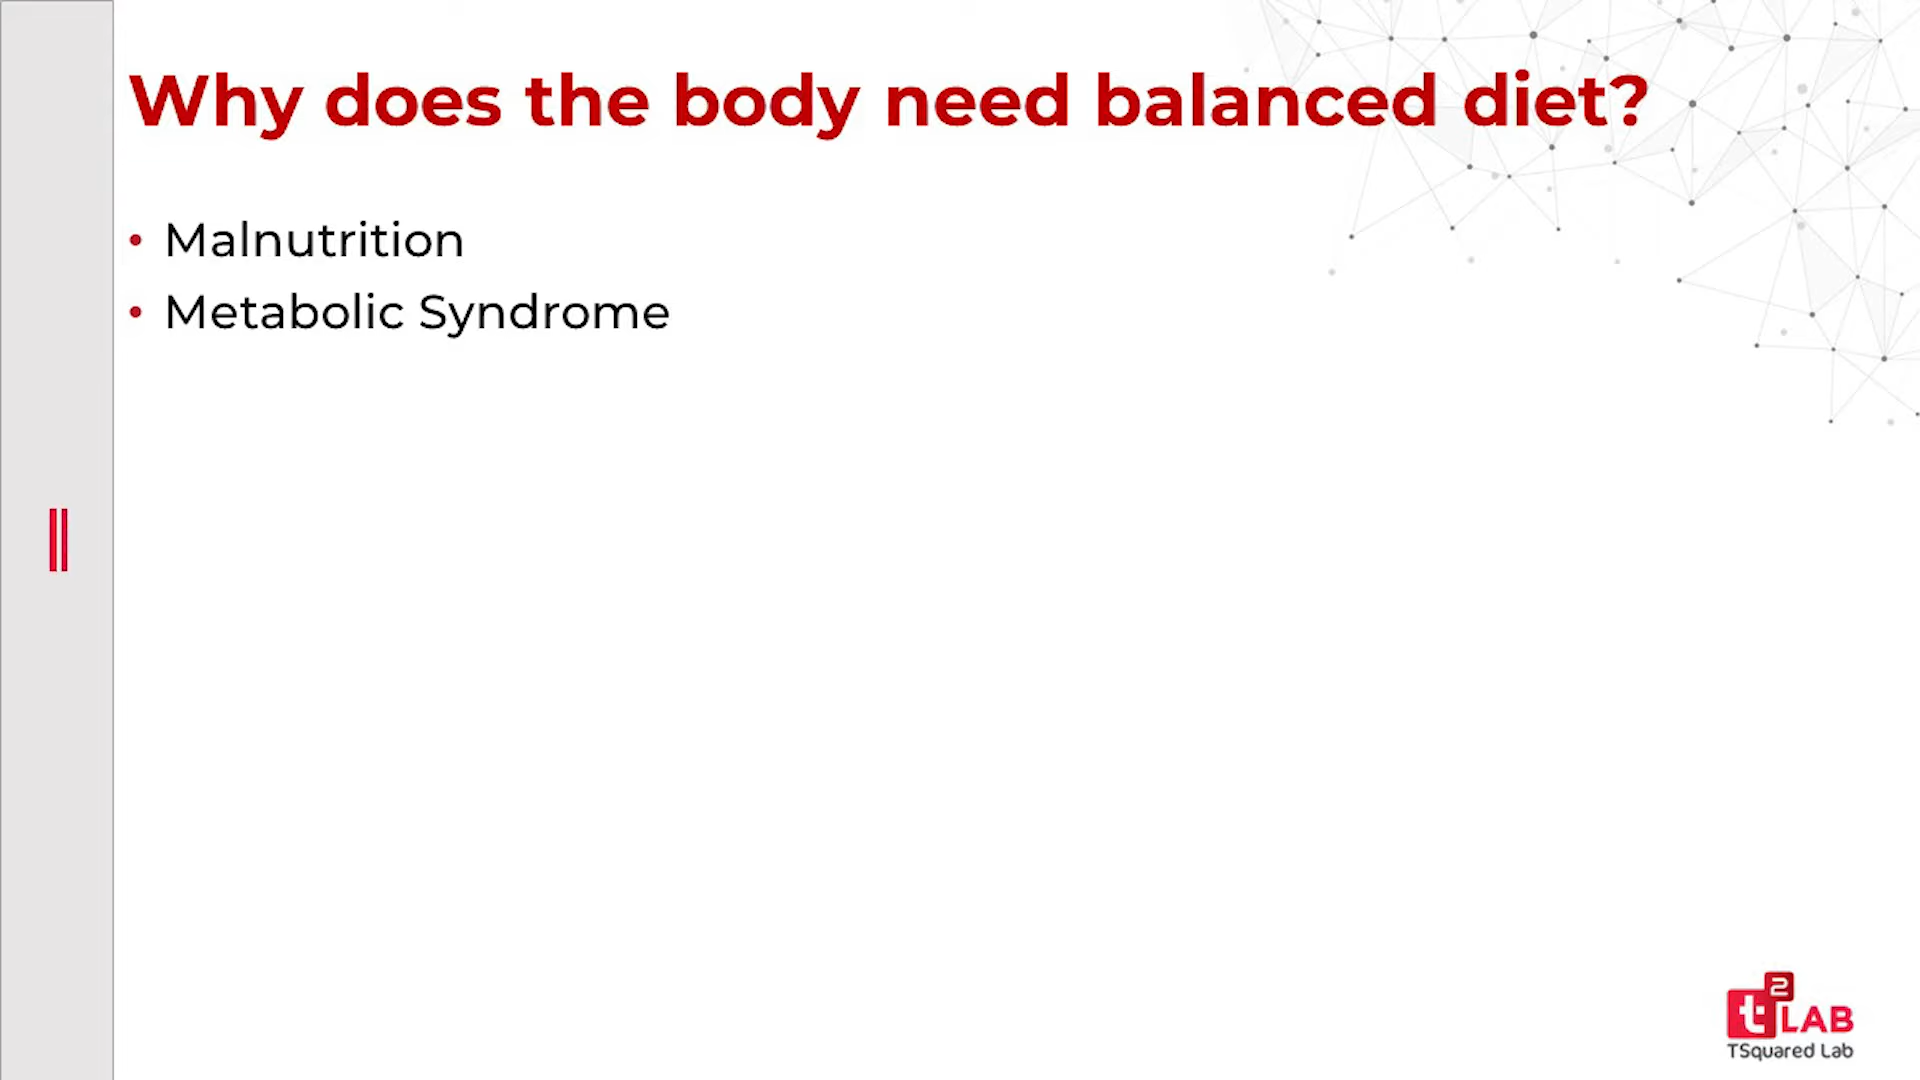 Why does the body need balanced diet?
• Malnutrition
• Metabolic Syndrome
t2 LAB
TSquared Lab